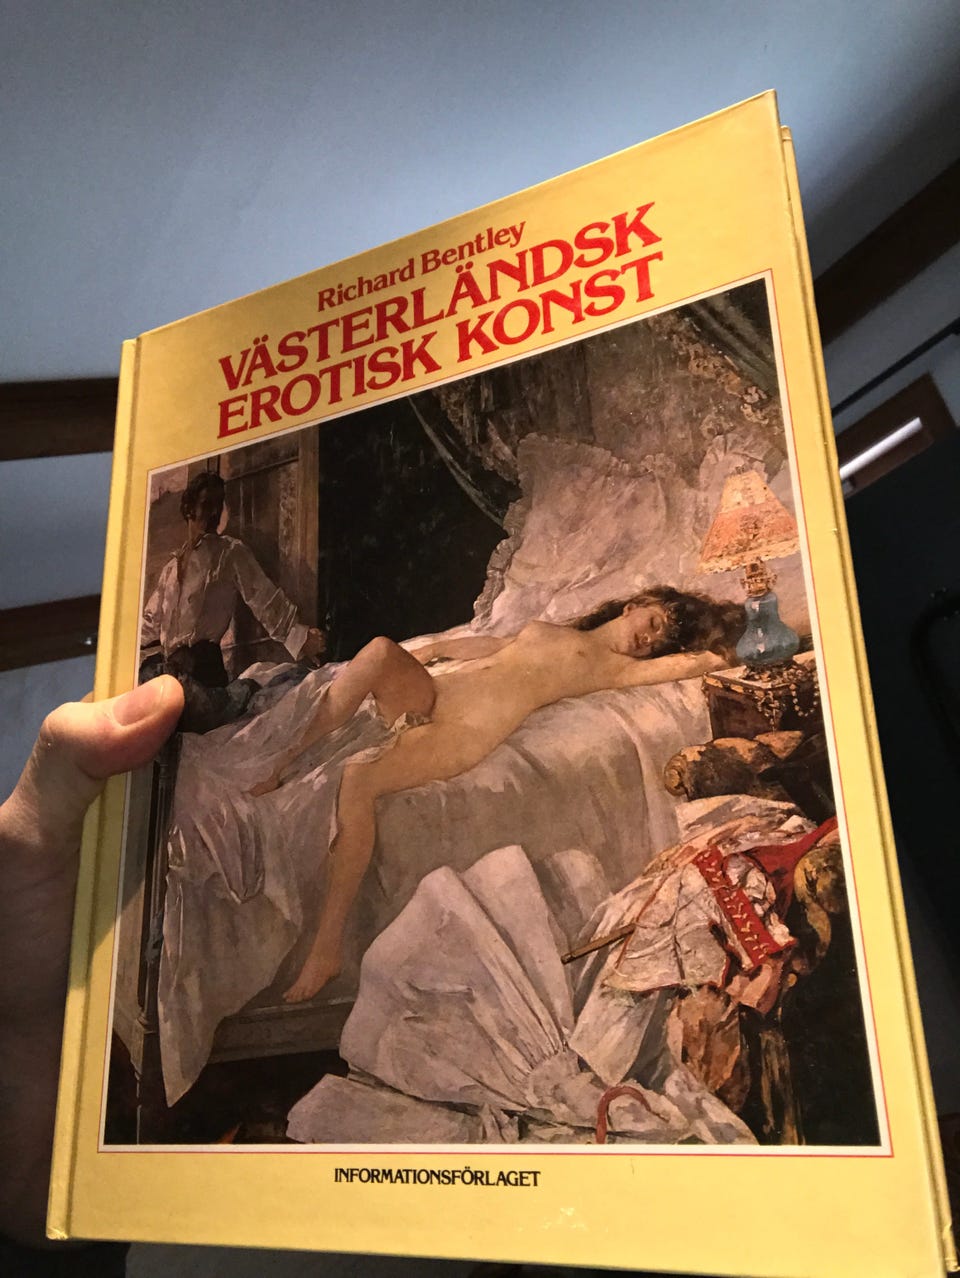 Richard Bentley
VÄSTERLÄNDSK
EROTISK KONST
INFORMATIONSFÖRLAGET